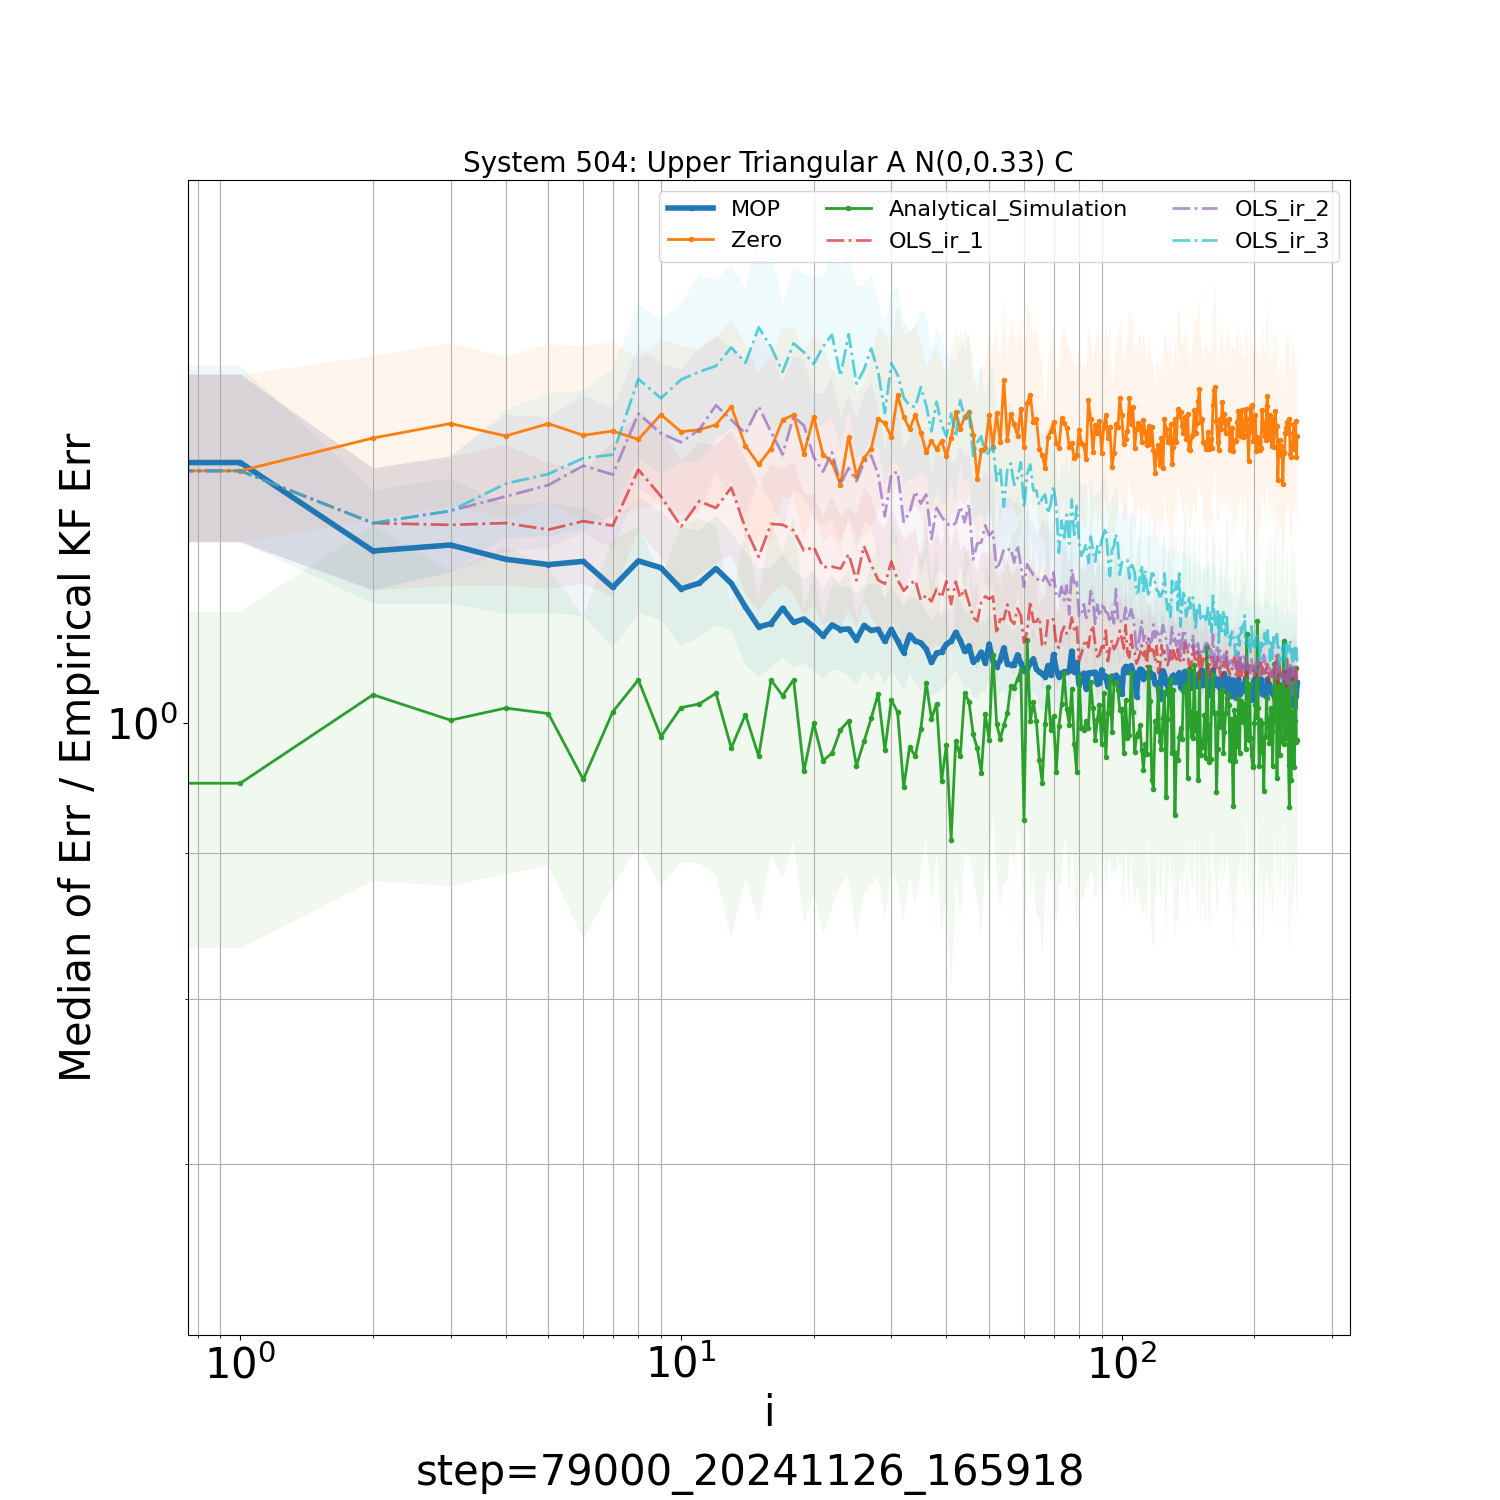 System 504: Upper Triangular A N(0,0.33) C
MOP
Zero
Analytical_Simulation
OLS_ir_1
OLS_ir_2
OLS_ir_3
Median of Err / Empirical KF Err
10⁰
10⁰
10¹
10²
i
step=79000_20241126_165918